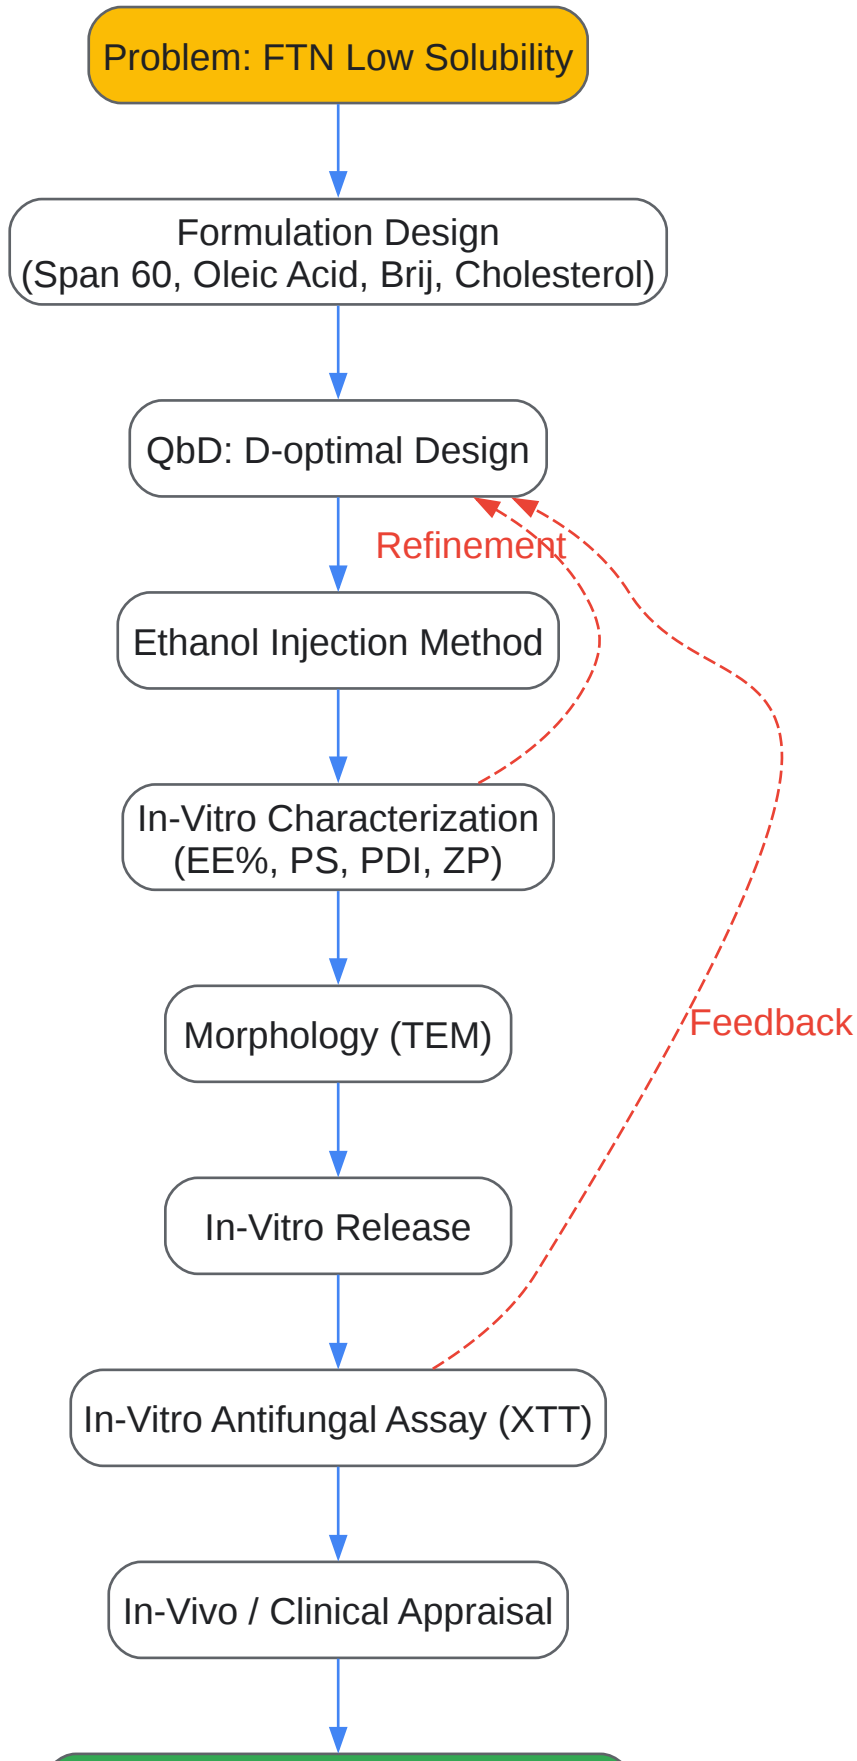 Problem: FTN Low Solubility
Formulation Design
(Span 60, Oleic Acid, Brij, Cholesterol)
QbD: D-optimal Design
Refinement
Ethanol Injection Method
In-Vitro Characterization
(EE%, PS, PDI, ZP)
Morphology (TEM)
Feedback
In-Vitro Release
In-Vitro Antifungal Assay (XTT)
In-Vivo / Clinical Appraisal